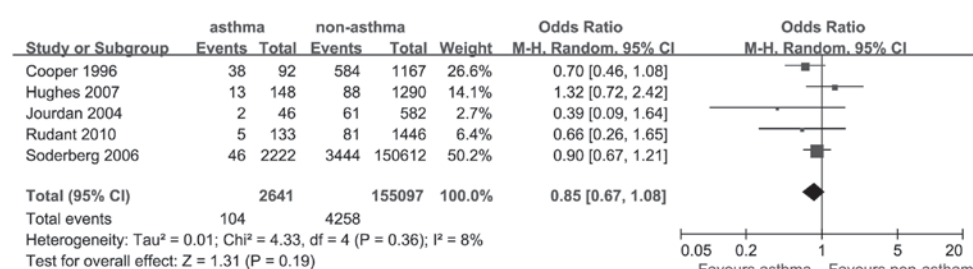 asthma non-asthma Odds Ratio Odds Ratio
Study or Subgroup Events Total Events Total Weight M-H. Random. 95% CI M-H. Random. 95% CI
Cooper 1996 38 92 584 1167 26.6% 0.70 [0.46, 1.08]
Hughes 2007 13 148 88 1290 14.1% 1.32 [0.72, 2.42]
Jourdan 2004 2 46 61 582 2.7% 0.39 [0.09, 1.64]
Rudant 2010 5 133 81 1446 6.4% 0.66 [0.26, 1.65]
Soderberg 2006 46 2222 3444 150612 50.2% 0.90 [0.67, 1.21]
Total (95% CI) 2641 155097 100.0% 0.85 [0.67, 1.08]
Total events 104 4258
Heterogeneity: Tau² = 0.01; Chi² = 4.33, df = 4 (P = 0.36); I² = 8%
Test for overall effect: Z = 1.31 (P = 0.19)
0.05 0.2 1 5 20
Favours asthma Favours non-asthm